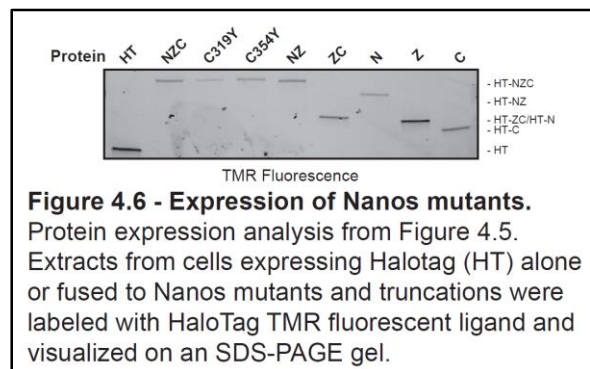 Protein HT NZC C319Y C354Y NZ ZC N Z C
- HT-NZC
- HT-NZ
- HT-ZC/HT-N
- HT-C
- HT
TMR Fluorescence
Figure 4.6 - Expression of Nanos mutants.
Protein expression analysis from Figure 4.5.
Extracts from cells expressing Halotag (HT) alone
or fused to Nanos mutants and truncations were
labeled with HaloTag TMR fluorescent ligand and
visualized on an SDS-PAGE gel.